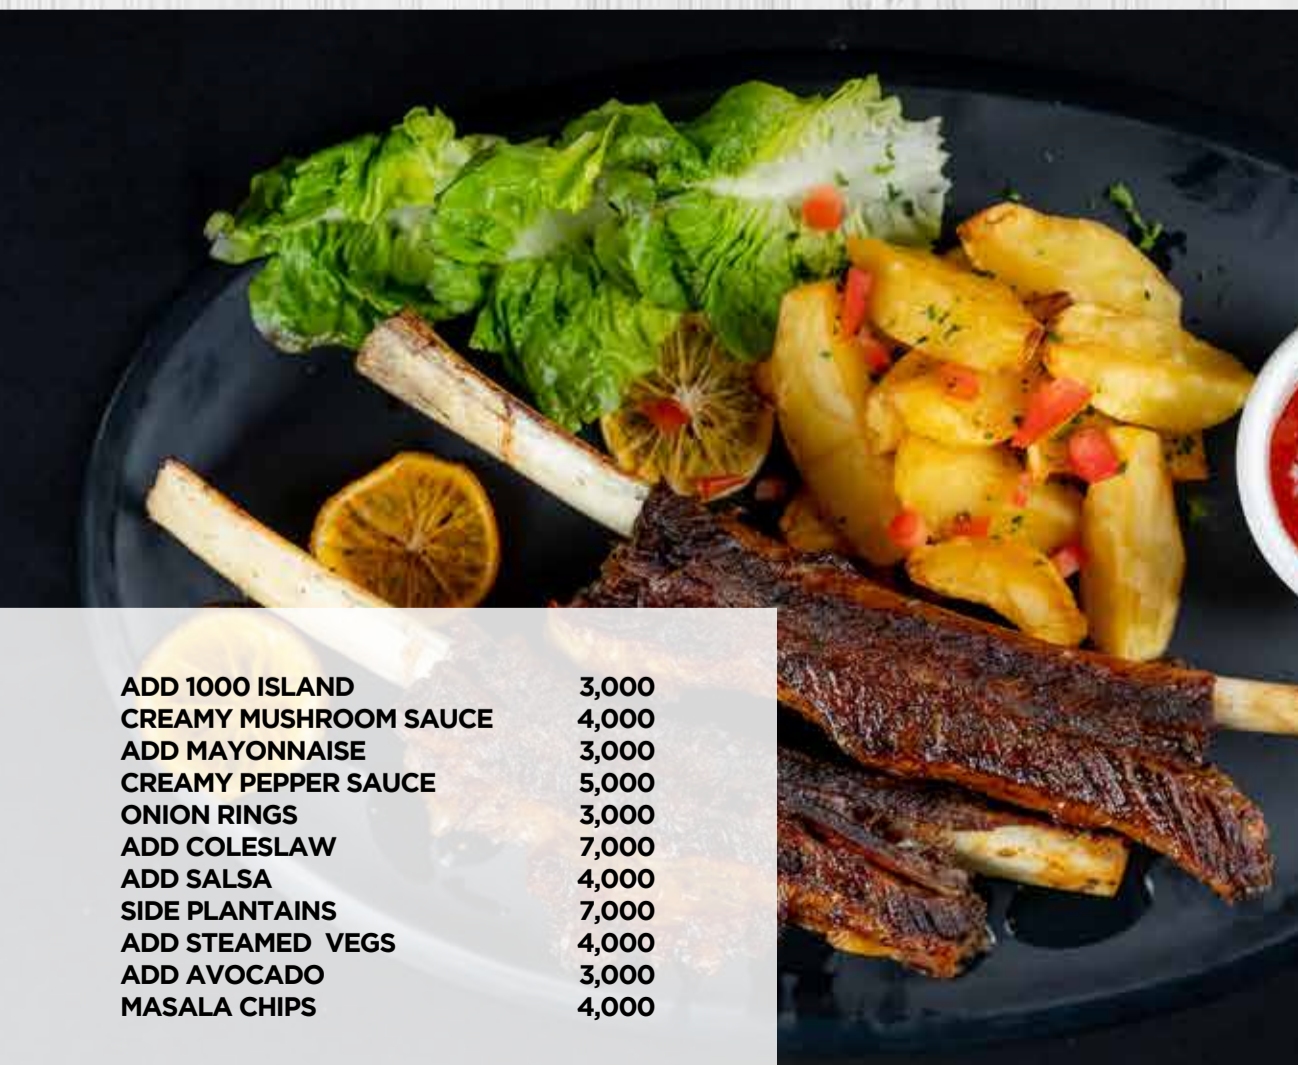 ADD 1000 ISLAND 3,000
CREAMY MUSHROOM SAUCE 4,000
ADD MAYONNAISE 3,000
CREAMY PEPPER SAUCE 5,000
ONION RINGS 3,000
ADD COLESLAW 7,000
ADD SALSA 4,000
SIDE PLANTAINS 7,000
ADD STEAMED VEGS 4,000
ADD AVOCADO 3,000
MASALA CHIPS 4,000